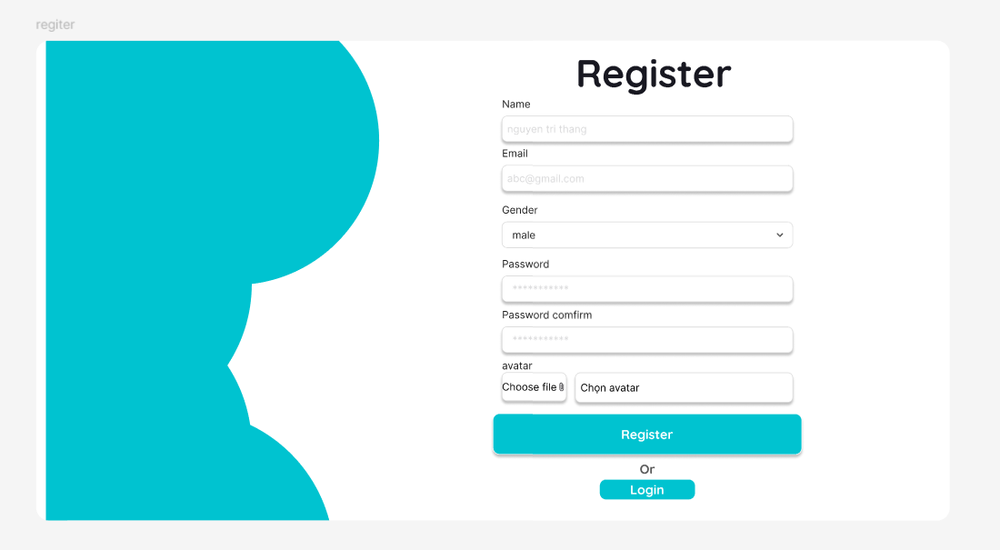 regiter
Register
Name
nguyen tri thang
Email
abc@gmail.com
Gender
male
Password
***********
Password comfirm
***********
avatar
Choose file Chọn avatar
Register
Or
Login